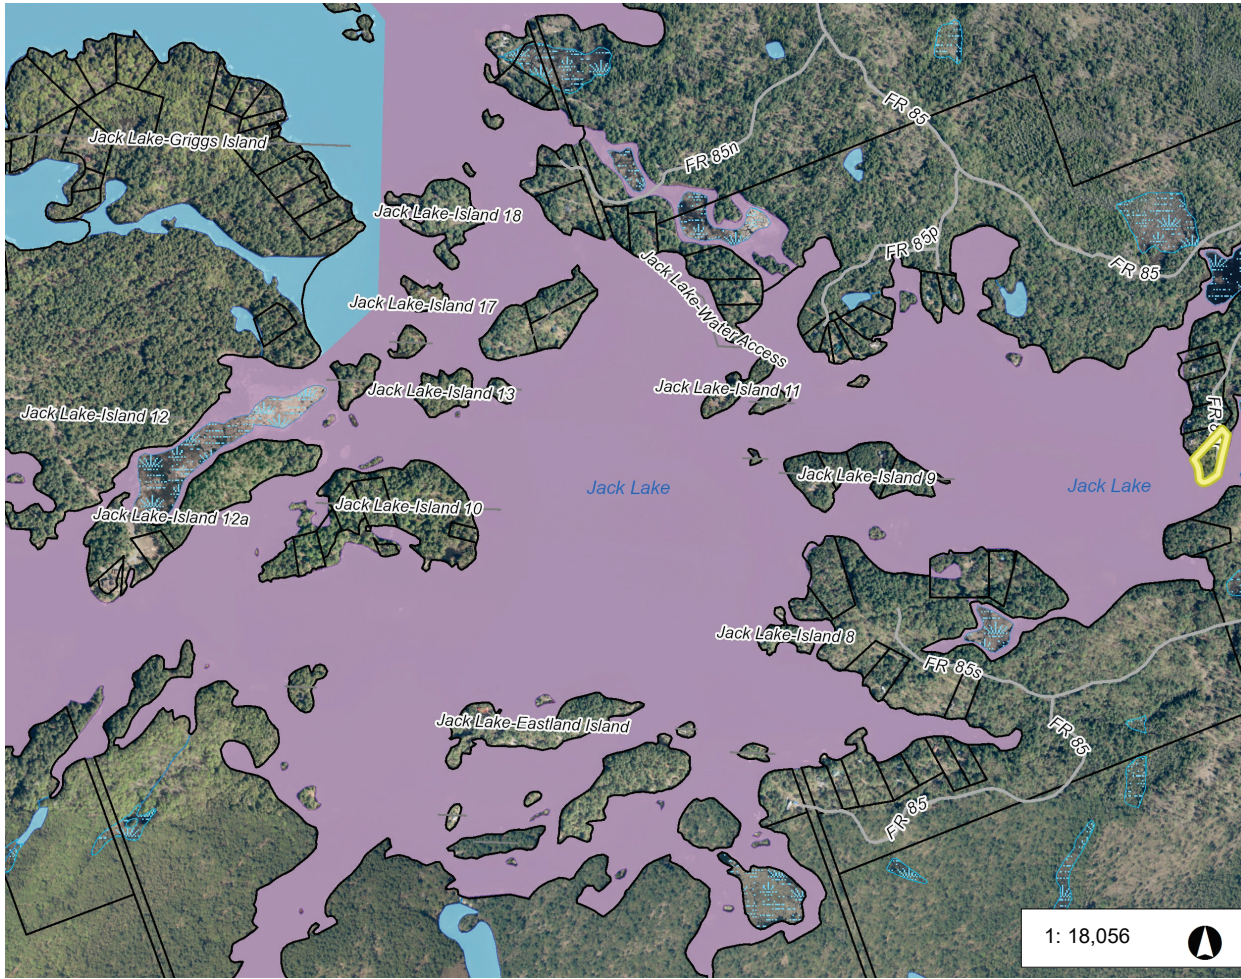 FR 85
Jack Lake-Griggs Island
FR 85n
Jack Lake-Island 18
FR 85p
FR 85
Jack Lake-Island 17
Jack Lake-Water Access
Jack Lake-Island 13
Jack Lake-Island 11
Jack Lake-Island 12
Jack Lake-Island 9
Jack Lake
Jack Lake
Jack Lake-Island 10
Jack Lake-Island 12a
Jack Lake-Island 8
FR 85s
Jack Lake-Eastland Island
FR 85
FR 85
1: 18,056